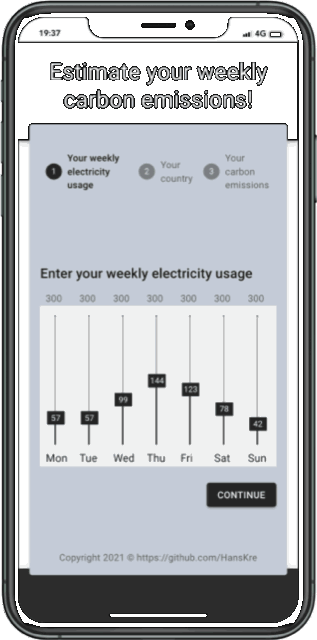 19:37
4G
Estimate your weekly
carbon emissions!
1 Your weekly electricity usage
2 Your country
3 Your carbon emissions
Enter your weekly electricity usage
300 300 300 300 300 300 300
57 57 99 144 123 78 42
Mon Tue Wed Thu Fri Sat Sun
CONTINUE
Copyright 2021 © https://github.com/HansKre